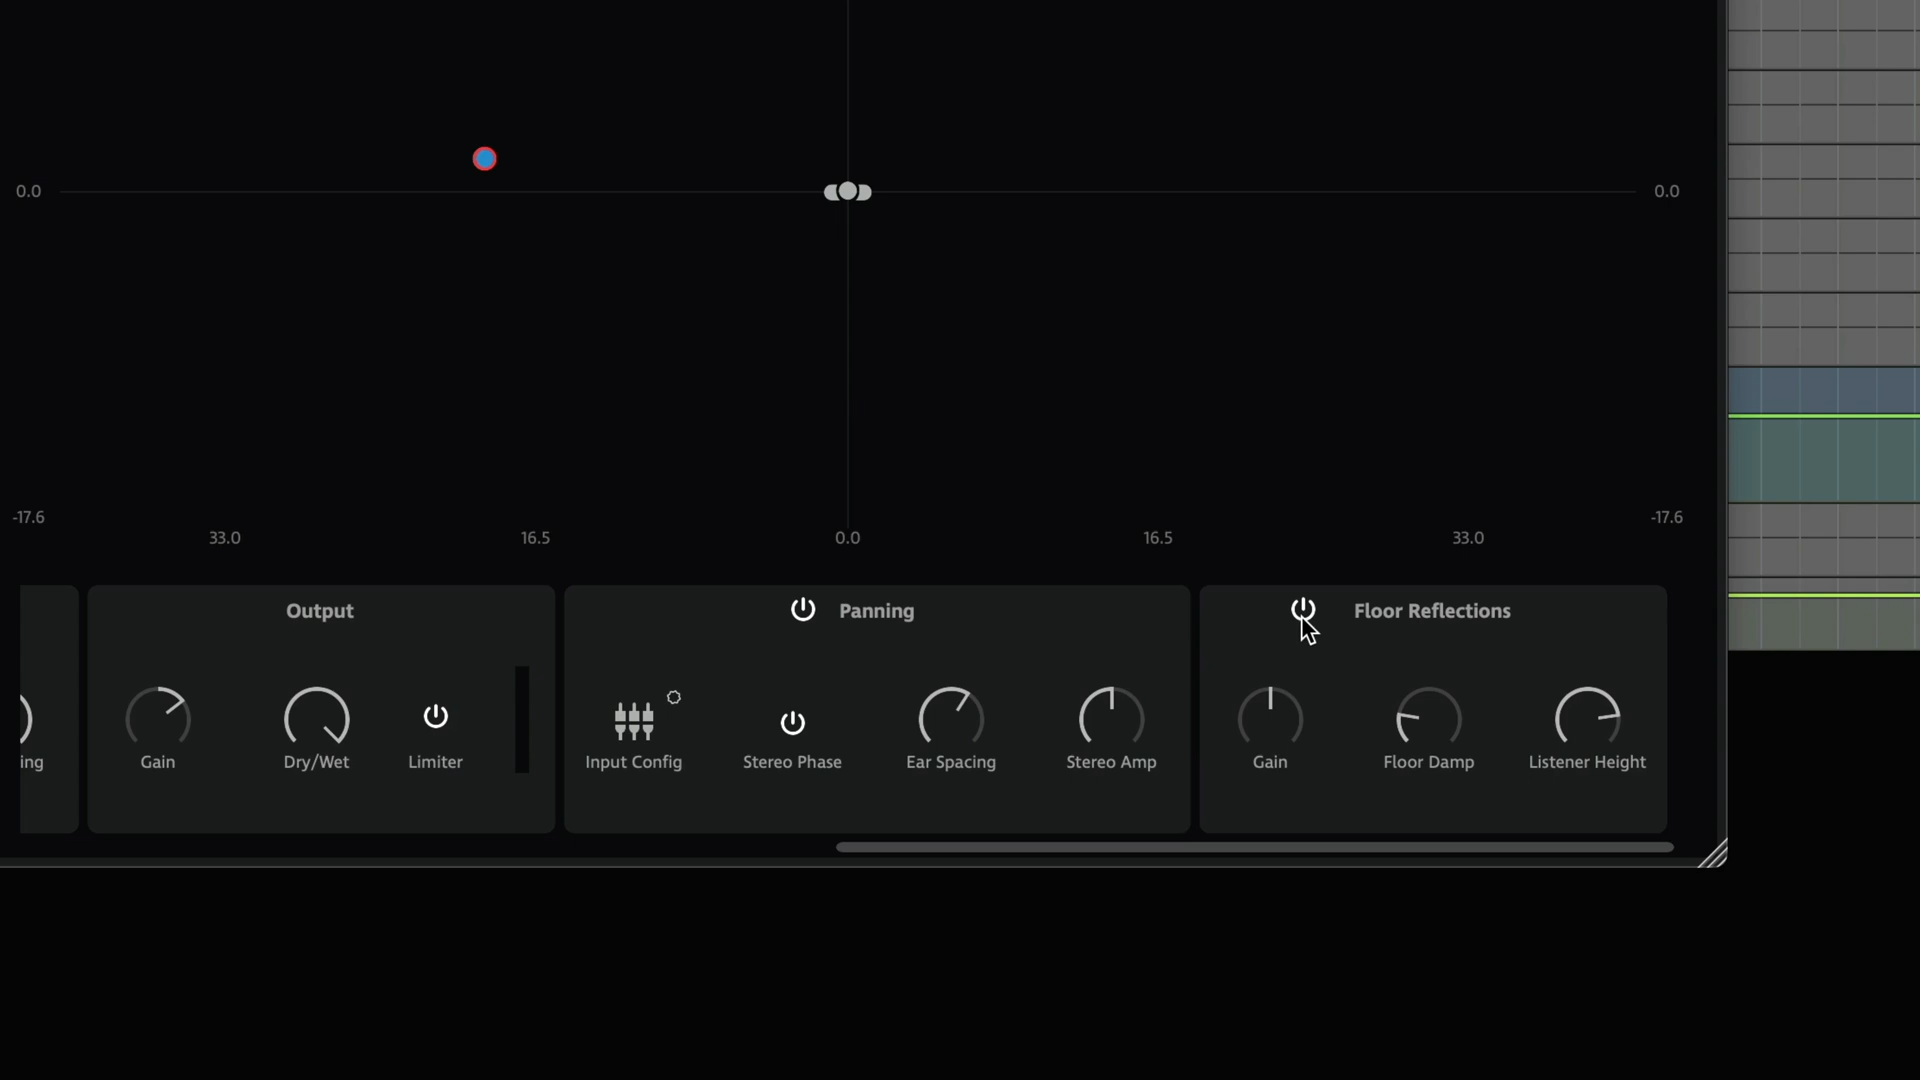 0.0 0.0
-17.6 -17.6
33.0 16.5 0.0 16.5 33.0
Output Panning Floor Reflections
ing Gain Dry/Wet Limiter Input Config Stereo Phase Ear Spacing Stereo Amp Gain Floor Damp Listener Height